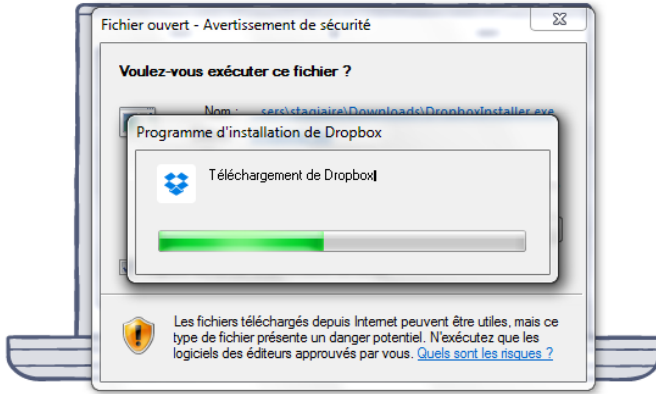 Fichier ouvert - Avertissement de sécurité
Voulez-vous exécuter ce fichier ?
Nom : sers\stagiaire\Downloads\DropboxInstaller.exe
Programme d'installation de Dropbox
Téléchargement de Dropbox
Les fichiers téléchargés depuis Internet peuvent être utiles, mais ce
type de fichier présente un danger potentiel. N'exécutez que les
logiciels des éditeurs approuvés par vous. Quels sont les risques ?